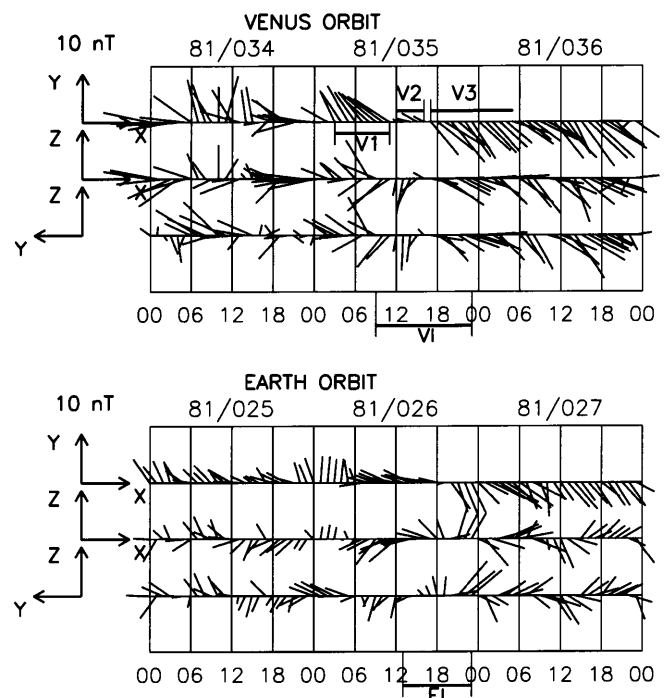 VENUS ORBIT
10 nT 81/034 81/035 81/036
Y
V2 V3
Z X V1
Z X
Y
00 06 12 18 00 06 12 18 00 06 12 18 00
VI
EARTH ORBIT
10 nT 81/025 81/026 81/027
Y
Z X
Z X
Y
00 06 12 18 00 06 12 18 00 06 12 18 00
EI